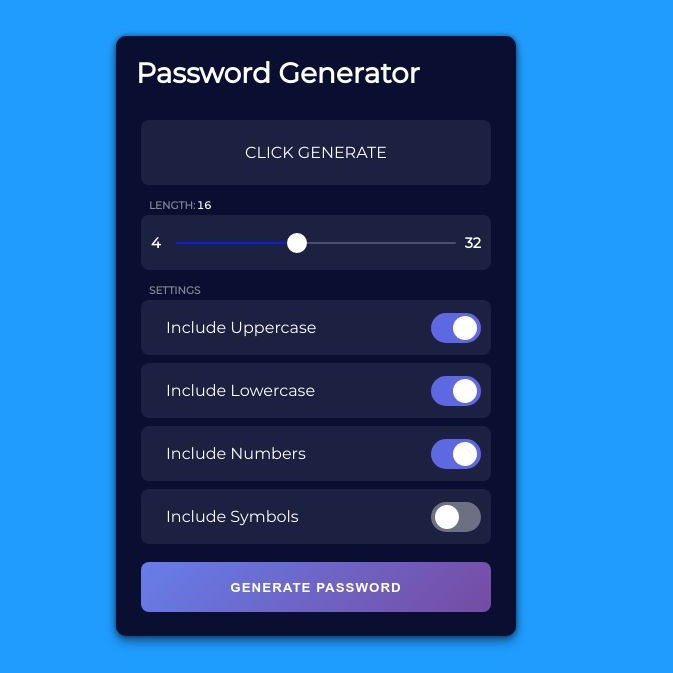 Password Generator
CLICK GENERATE
LENGTH: 16
4 32
SETTINGS
Include Uppercase
Include Lowercase
Include Numbers
Include Symbols
GENERATE PASSWORD